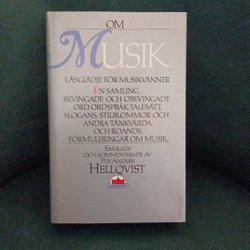 OM
MUSIK
LÄSGLÄDJE FÖR MUSIKVÄNNER
EN SAMLING
BEVINGADE OCH OBEVINGADE
ORD, ORDSPRÅK, TALESÄTT,
SLOGANS, STILBLOMMOR OCH
ANDRA TÄNKVÄRDA
OCH ROANDE
FORMULERINGAR OM MUSIK.
SAMLADE
OCH KOMMENTERADE AV
PER-ANDERS
HELLQVIST